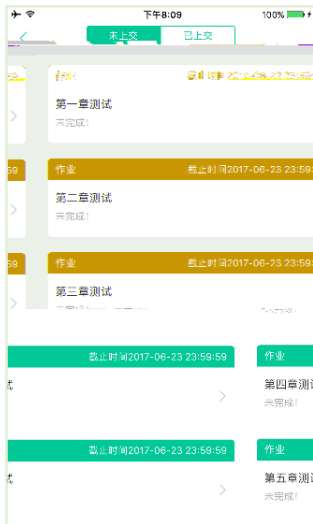 下午8:09 100%
未上交 已上交
作业
第一章测试
未完成!
59 作业 截止时间2017-06-23 23:59:
第二章测试
未完成!
59 作业 截止时间2017-06-23 23:59:
第三章测试
截止时间2017-06-23 23:59:59 作业
试 第四章测
未完成!
截止时间2017-06-23 23:59:59 作业
试 第五章测
未完成!